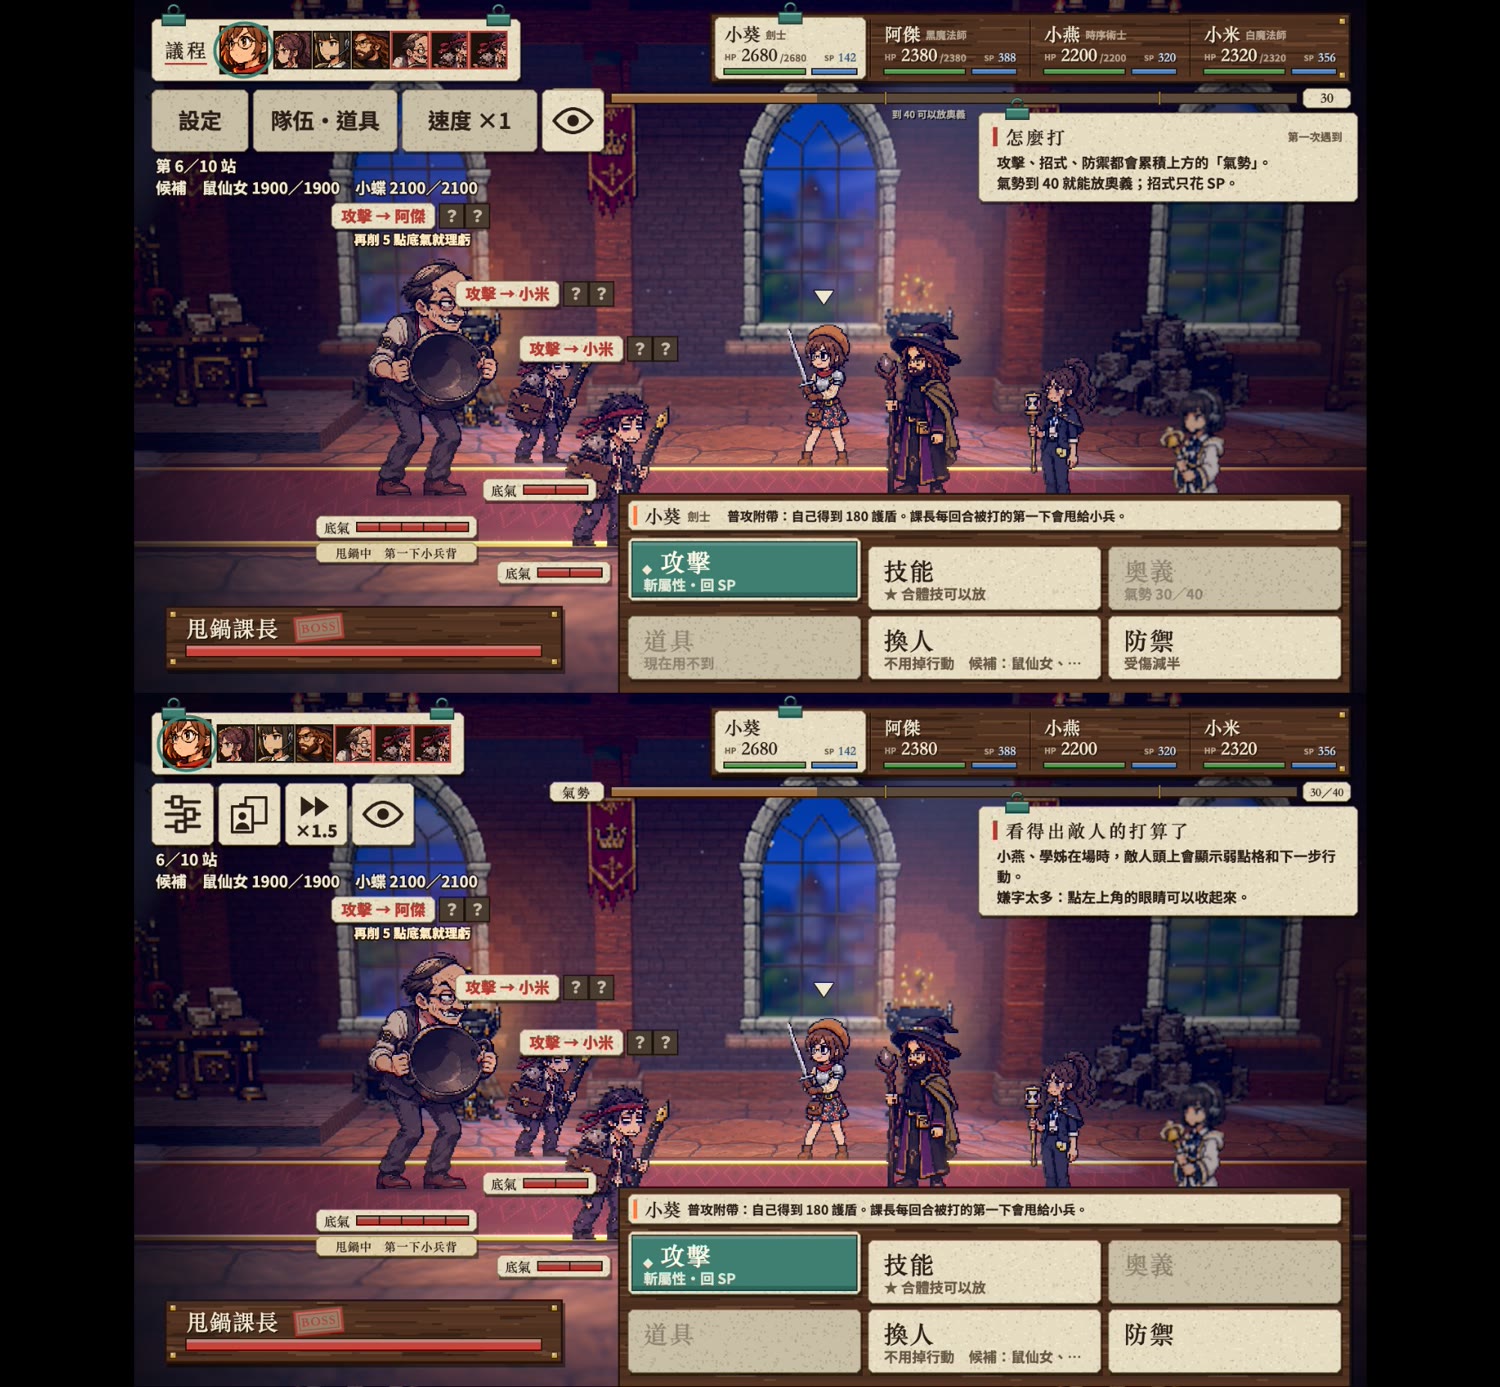 議程
小葵 劍士
HP 2680 /2680 SP 142
阿傑 黑魔法師
HP 2380 /2380 SP 388
小燕 時序術士
HP 2200 /2200 SP 320
小米 白魔法師
HP 2320 /2320 SP 356
30
到 40 可以放奧義
設定
隊伍・道具
速度 ×1
怎麼打
第一次遇到
攻擊、招式、防禦都會累積上方的「氣勢」。
氣勢到 40 就能放奧義；招式只花 SP。
第 6／10 站
候補 鼠仙女 1900／1900 小蝶 2100／2100
攻擊→阿傑 ? ?
再削 5 點底氣就理虧
攻擊→小米 ? ?
攻擊→小米 ? ?
底氣
底氣
甩鍋中 第一下小兵背
底氣
甩鍋課長 BOSS
小葵 劍士 普攻附帶：自己得到 180 護盾。課長每回合被打的第一下會甩給小兵。
攻擊
斬屬性・回 SP
技能
★ 合體技可以放
奧義
氣勢 30／40
道具
現在用不到
換人
不用掉行動 候補：鼠仙女、…
防禦
受傷減半
小葵
HP 2680 SP 142
阿傑
HP 2380 SP 388
小燕
HP 2200 SP 320
小米
HP 2320 SP 356
氣勢
30／40
×1.5
看得出敵人的打算了
小燕、學姊在場時，敵人頭上會顯示弱點格和下一步行
動。
嫌字太多：點左上角的眼睛可以收起來。
6／10 站
候補 鼠仙女 1900／1900 小蝶 2100／2100
攻擊→阿傑 ? ?
再削 5 點底氣就理虧
攻擊→小米 ? ?
攻擊→小米 ? ?
底氣
底氣
甩鍋中 第一下小兵背
底氣
甩鍋課長 BOSS
小葵 普攻附帶：自己得到 180 護盾。課長每回合被打的第一下會甩給小兵。
攻擊
斬屬性・回 SP
技能
★ 合體技可以放
奧義
道具
換人
不用掉行動 候補：鼠仙女、…
防禦